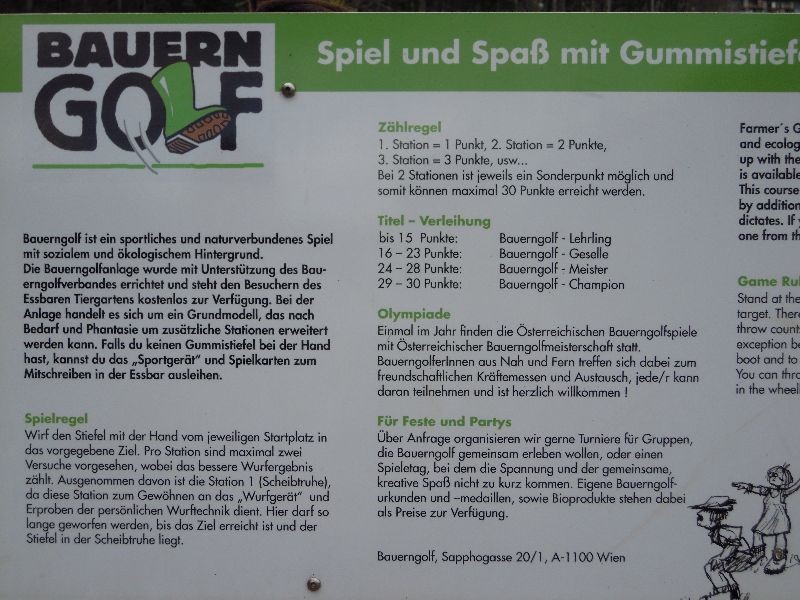 BAUERN
GOLF
Spiel und Spaß mit Gummistief
Bauerngolf ist ein sportliches und naturverbundenes Spiel
mit sozialem und ökologischem Hintergrund.
Die Bauerngolfanlage wurde mit Unterstützung des Bau-
erngolfverbandes errichtet und steht den Besuchern des
Essbaren Tiergartens kostenlos zur Verfügung. Bei der
Anlage handelt es sich um ein Grundmodell, das nach
Bedarf und Phantasie um zusätzliche Stationen erweitert
werden kann. Falls du keinen Gummistiefel bei der Hand
hast, kannst du das „Sportgerät“ und Spielkarten zum
Mitschreiben in der Essbar ausleihen.
Spielregel
Wirf den Stiefel mit der Hand vom jeweiligen Startplatz in
das vorgegebene Ziel. Pro Station sind maximal zwei
Versuche vorgesehen, wobei das bessere Wurfergebnis
zählt. Ausgenommen davon ist die Station 1 (Scheibtruhe),
da diese Station zum Gewöhnen an das „Wurfgerät“ und
Erproben der persönlichen Wurftechnik dient. Hier darf so
lange geworfen werden, bis das Ziel erreicht ist und der
Stiefel in der Scheibtruhe liegt.
Zählregel
1. Station = 1 Punkt, 2. Station = 2 Punkte,
3. Station = 3 Punkte, usw...
Bei 2 Stationen ist jeweils ein Sonderpunkt möglich und
somit können maximal 30 Punkte erreicht werden.
Titel – Verleihung
bis 15 Punkte: Bauerngolf - Lehrling
16 – 23 Punkte: Bauerngolf - Geselle
24 – 28 Punkte: Bauerngolf - Meister
29 – 30 Punkte: Bauerngolf - Champion
Olympiade
Einmal im Jahr finden die Österreichischen Bauerngolfspiele
mit Österreichischer Bauerngolfmeisterschaft statt.
BauerngolferInnen aus Nah und Fern treffen sich dabei zum
freundschaftlichen Kräftemessen und Austausch, jede/r kann
daran teilnehmen und ist herzlich willkommen !
Für Feste und Partys
Über Anfrage organisieren wir gerne Turniere für Gruppen,
die Bauerngolf gemeinsam erleben wollen, oder einen
Spieletag, bei dem die Spannung und der gemeinsame,
kreative Spaß nicht zu kurz kommen. Eigene Bauerngolf-
urkunden und –medaillen, sowie Bioprodukte stehen dabei
als Preise zur Verfügung.
Bauerngolf, Sapphogasse 20/1, A-1100 Wien
Farmer´s G
and ecolog
up with the
is available
This course
by addition
dictates. If
one from th
Game Rul
Stand at the
target. There
throw count
exception be
boot and to
You can thro
in the wheel